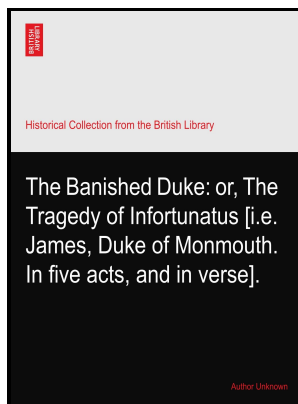 BRITISH
LIBRARY
Historical Collection from the British Library
The Banished Duke: or, The
Tragedy of Infortunatus [i.e.
James, Duke of Monmouth.
In five acts, and in verse].
Author Unknown